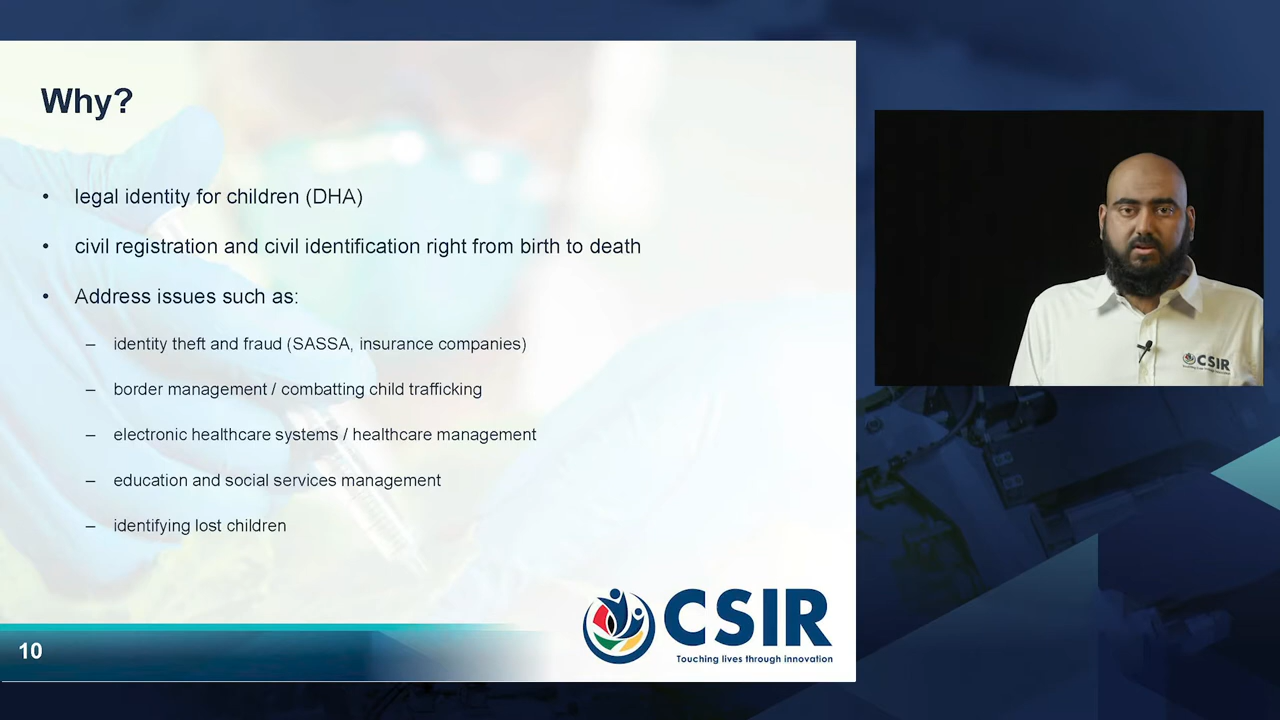 Why?
• legal identity for children (DHA)
• civil registration and civil identification right from birth to death
• Address issues such as:
– identity theft and fraud (SASSA, insurance companies)
– border management / combatting child trafficking
– electronic healthcare systems / healthcare management
– education and social services management
– identifying lost children
CSIR
Touching lives through innovation
10
CSIR